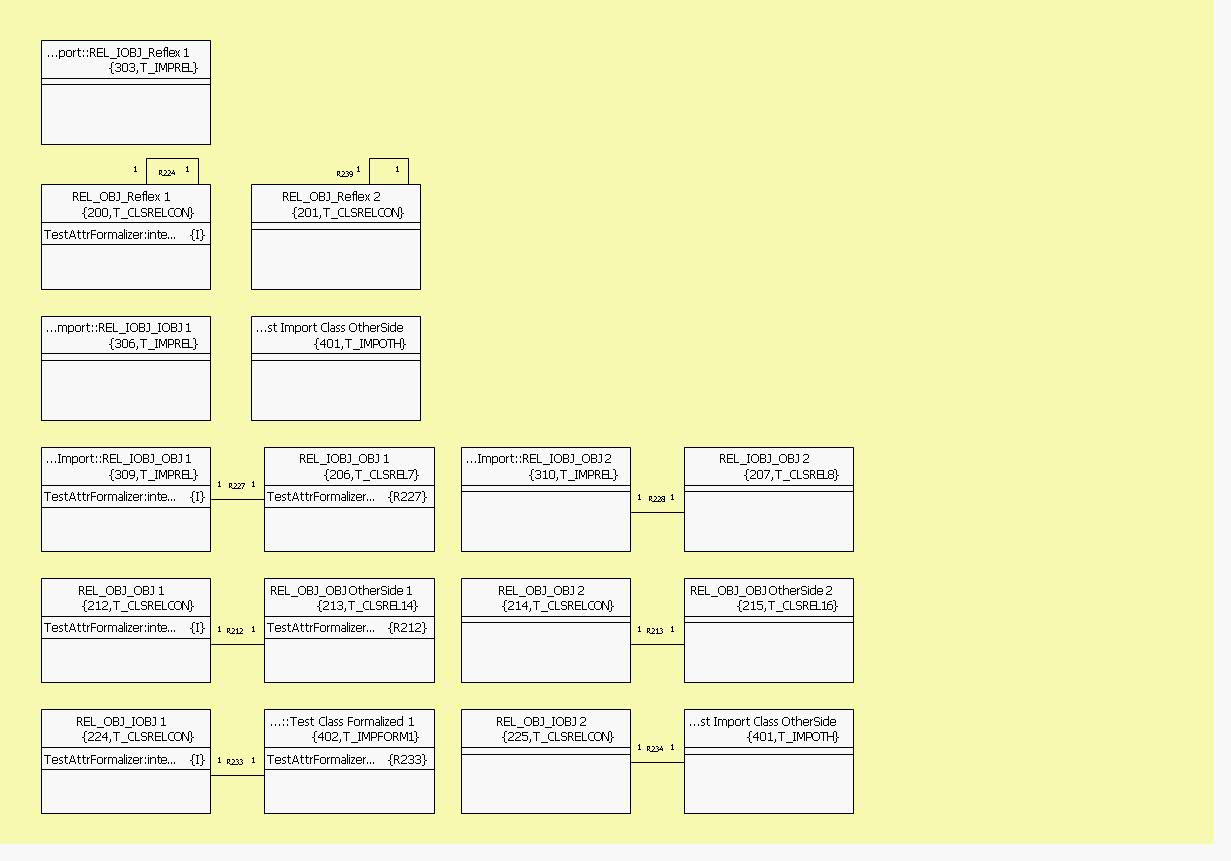 ...port::REL_IOBJ_Reflex 1
{303,T_IMPREL}
1 R224 1
R239 1 1
REL_OBJ_Reflex 1
{200,T_CLSRELCON}
TestAttrFormalizer:inte... {I}
REL_OBJ_Reflex 2
{201,T_CLSRELCON}
...mport::REL_IOBJ_IOBJ 1
{306,T_IMPREL}
...st Import Class OtherSide
{401,T_IMPOTH}
...Import::REL_IOBJ_OBJ 1
{309,T_IMPREL}
TestAttrFormalizer:inte... {I}
1 R227 1
REL_IOBJ_OBJ 1
{206,T_CLSREL7}
TestAttrFormalizer... {R227}
...Import::REL_IOBJ_OBJ 2
{310,T_IMPREL}
1 R228 1
REL_IOBJ_OBJ 2
{207,T_CLSREL8}
REL_OBJ_OBJ 1
{212,T_CLSRELCON}
TestAttrFormalizer:inte... {I}
1 R212 1
REL_OBJ_OBJ OtherSide 1
{213,T_CLSREL14}
TestAttrFormalizer... {R212}
REL_OBJ_OBJ 2
{214,T_CLSRELCON}
1 R213 1
REL_OBJ_OBJ OtherSide 2
{215,T_CLSREL16}
REL_OBJ_IOBJ 1
{224,T_CLSRELCON}
TestAttrFormalizer:inte... {I}
1 R233 1
...::Test Class Formalized 1
{402,T_IMPFORM1}
TestAttrFormalizer... {R233}
REL_OBJ_IOBJ 2
{225,T_CLSRELCON}
1 R234 1
...st Import Class OtherSide
{401,T_IMPOTH}